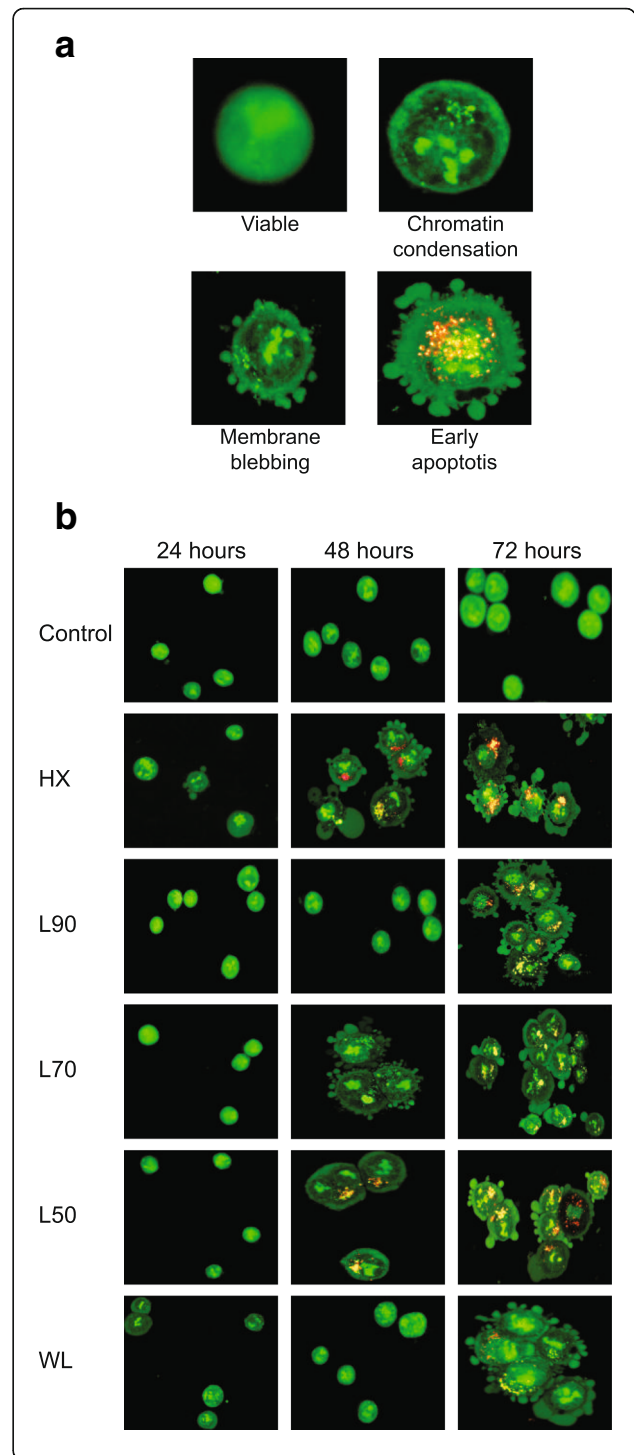 a
Viable
Chromatin
condensation
Membrane
blebbing
Early
apoptotis
b
24 hours
48 hours
72 hours
Control
HX
L90
L70
L50
WL